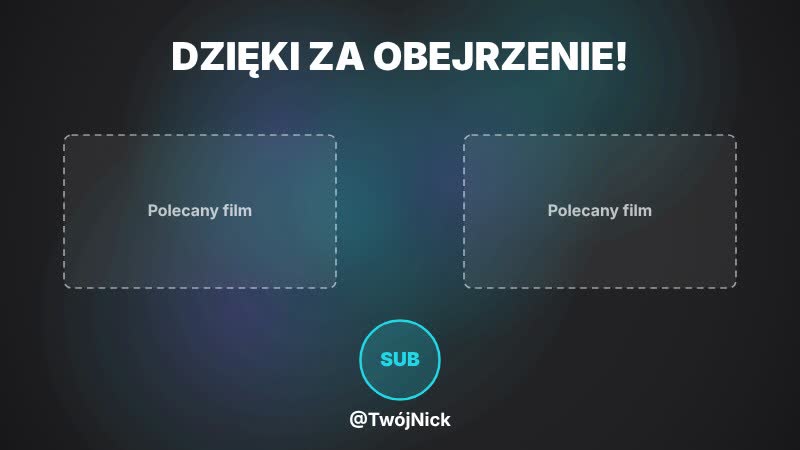 DZIĘKI ZA OBEJRZENIE!
Polecany film
Polecany film
SUB
@TwójNick